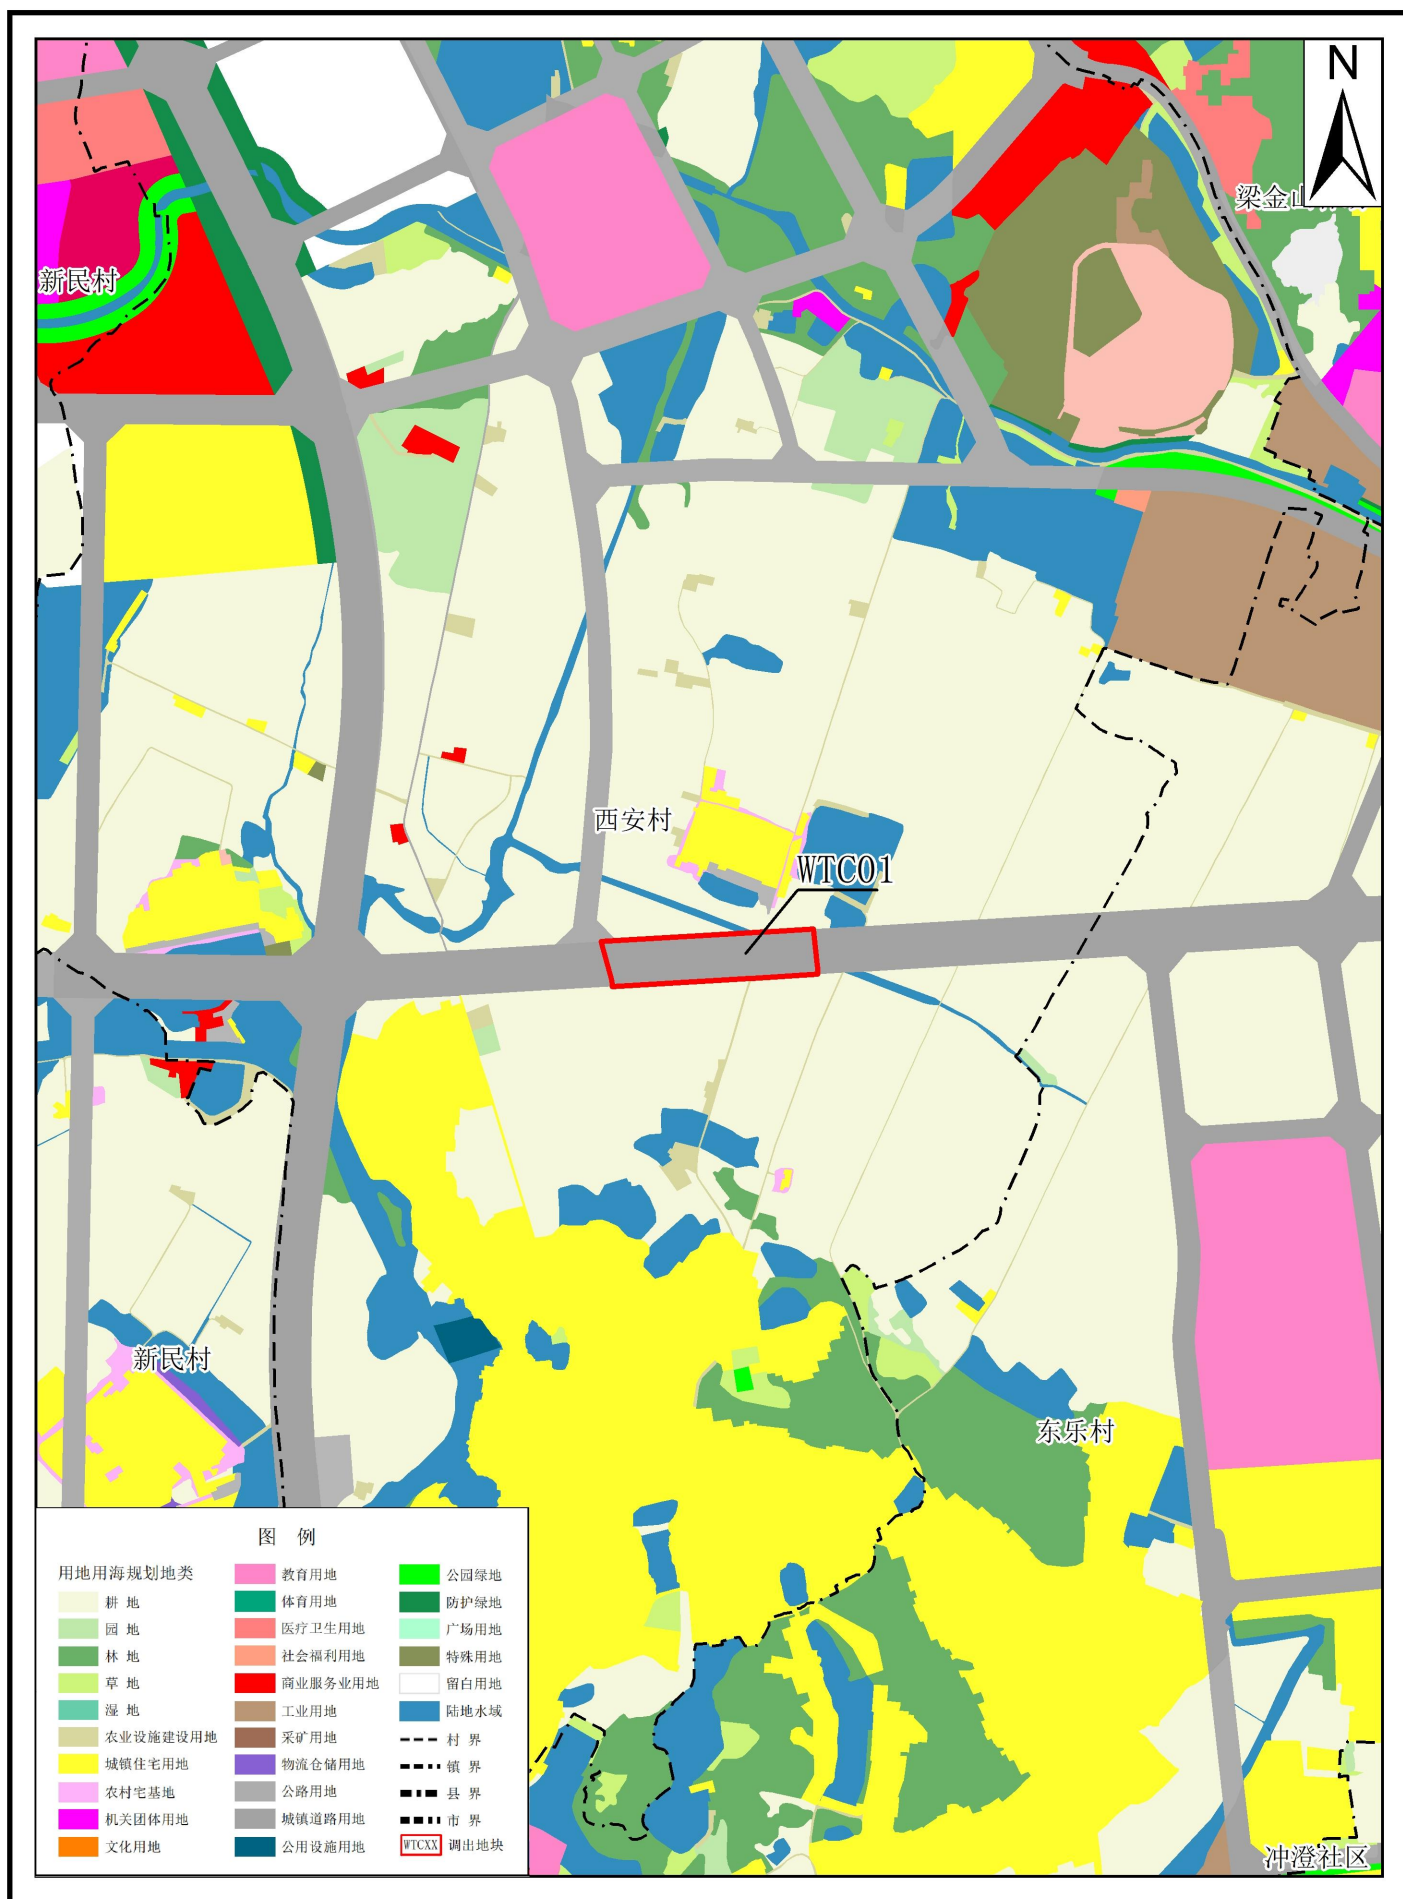 N
梁金山
新民村
西安村
WTC01
新民村
东乐村
冲澄社区
图 例
用地用海规划地类
耕 地
园 地
林 地
草 地
湿 地
农业设施建设用地
城镇住宅用地
农村宅基地
机关团体用地
文化用地
教育用地
体育用地
医疗卫生用地
社会福利用地
商业服务业用地
工业用地
采矿用地
物流仓储用地
公路用地
城镇道路用地
公用设施用地
公园绿地
防护绿地
广场用地
特殊用地
留白用地
陆地水域
村 界
镇 界
县 界
市 界
WTCXX 调出地块